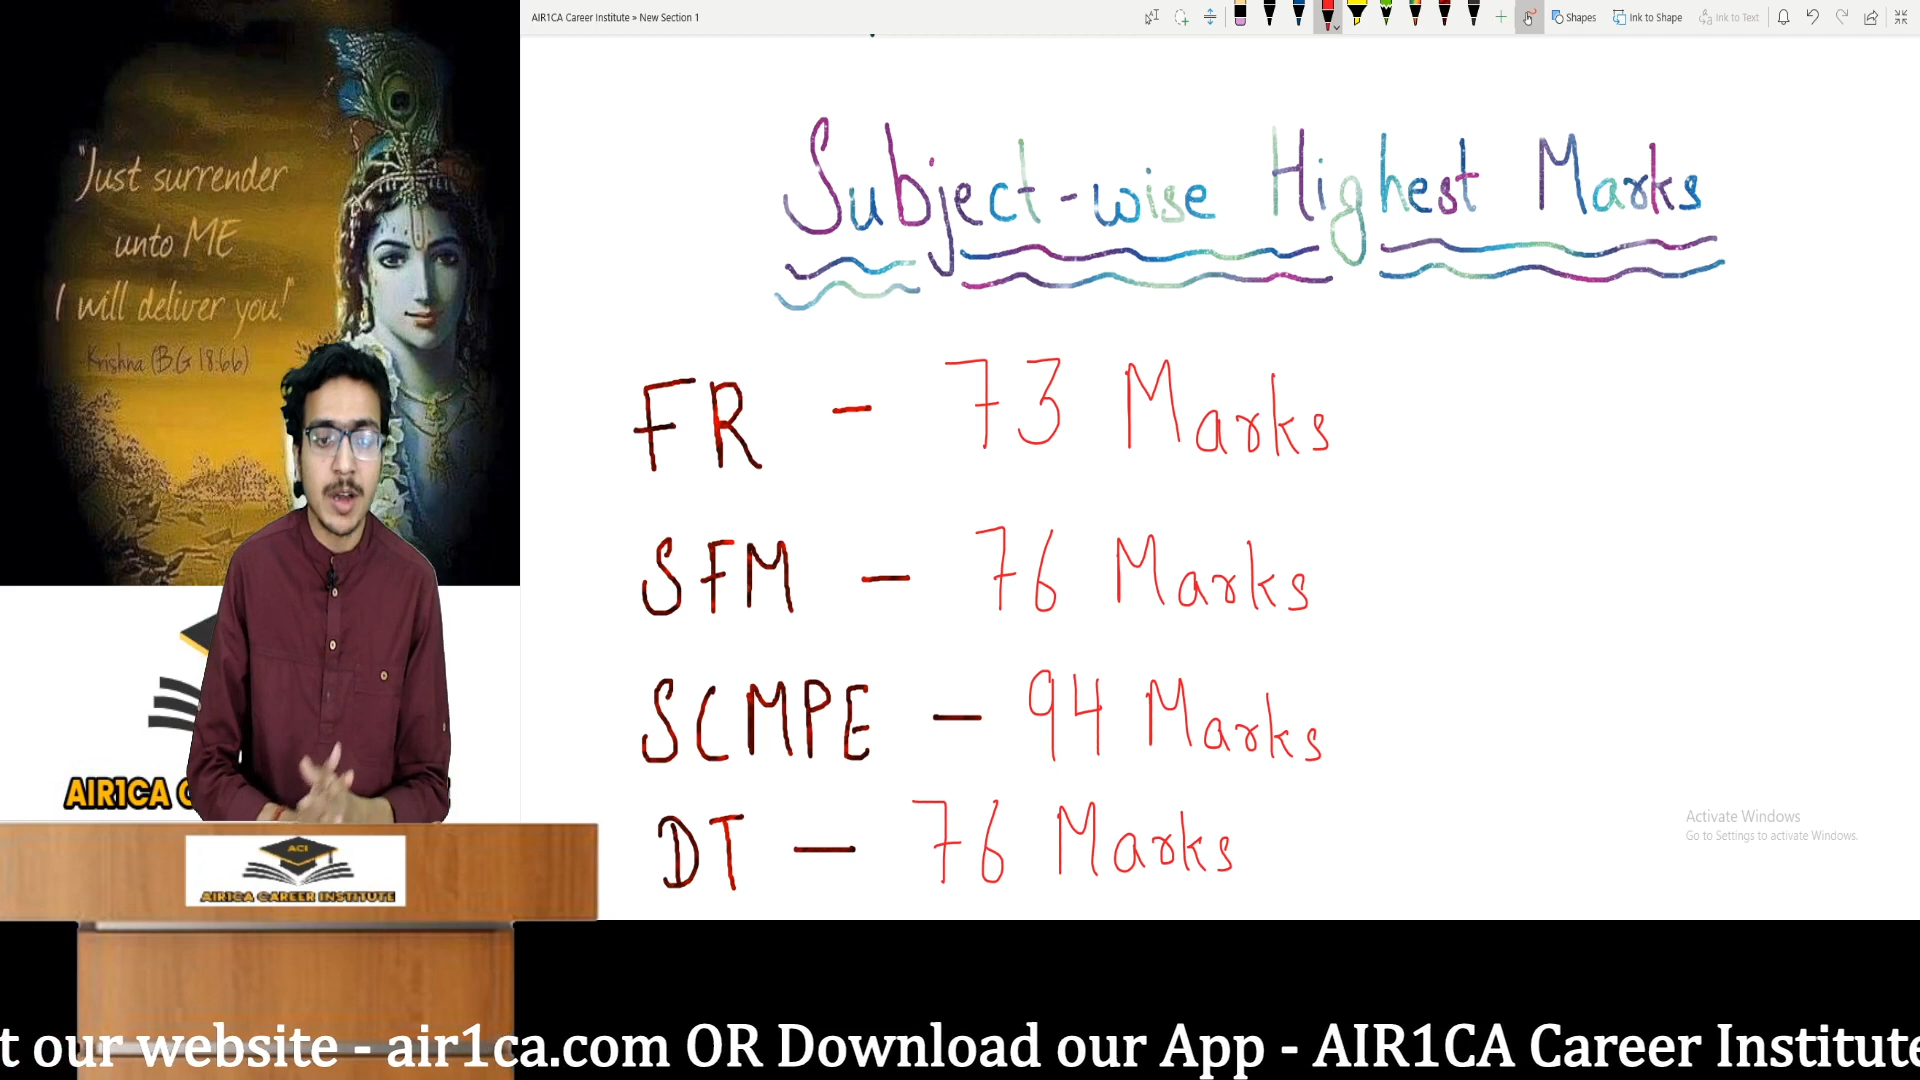 AIR1CA Career Institute » New Section 1
Shapes
Ink to Shape
Ink to Text
"Just surrender
unto ME
I will deliver you!"
-Krishna (B.G 18:66)
Subject-wise Highest Marks
FR - 73 Marks
SFM - 76 Marks
SCMPE - 94 Marks
DT - 76 Marks
AIR1CA C
ACI
AIR1CA CAREER INSTITUTE
Activate Windows
Go to Settings to activate Windows.
t our website - air1ca.com OR Download our App - AIR1CA Career Institute